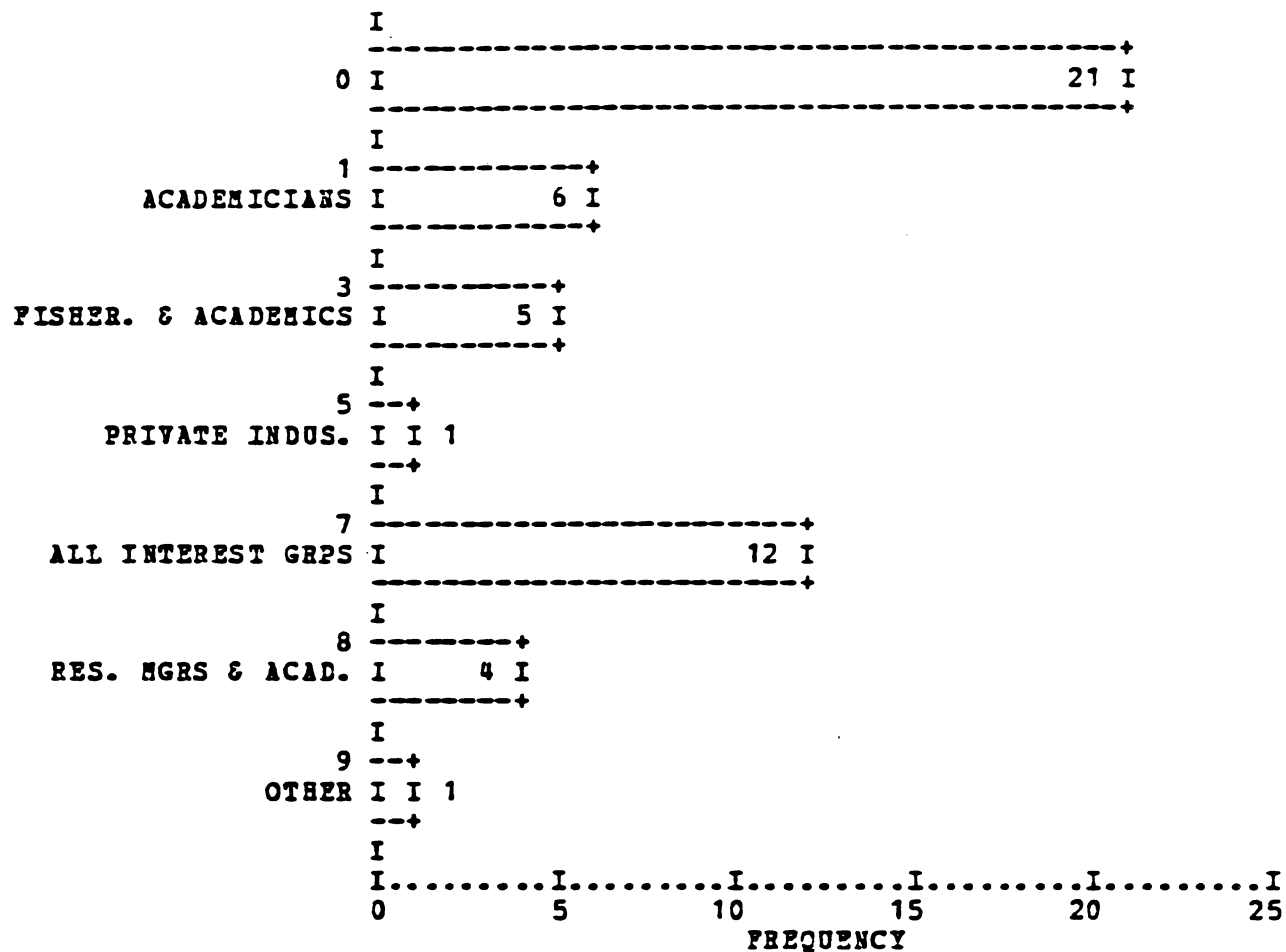 I
------------------------------------------+
0 I 21 I
------------------------------------------+
I
1 ------------+
ACADEMICIANS I 6 I
------------+
I
3 ----------+
FISHER. & ACADEMICS I 5 I
----------+
I
5 --+
PRIVATE INDUS. I I 1
--+
I
7 ------------------------+
ALL INTEREST GRPS I 12 I
------------------------+
I
8 --------+
RES. MGRS & ACAD. I 4 I
--------+
I
9 --+
OTHER I I 1
--+
I
I.........I.........I.........I.........I.........I
0 5 10 15 20 25
FREQUENCY